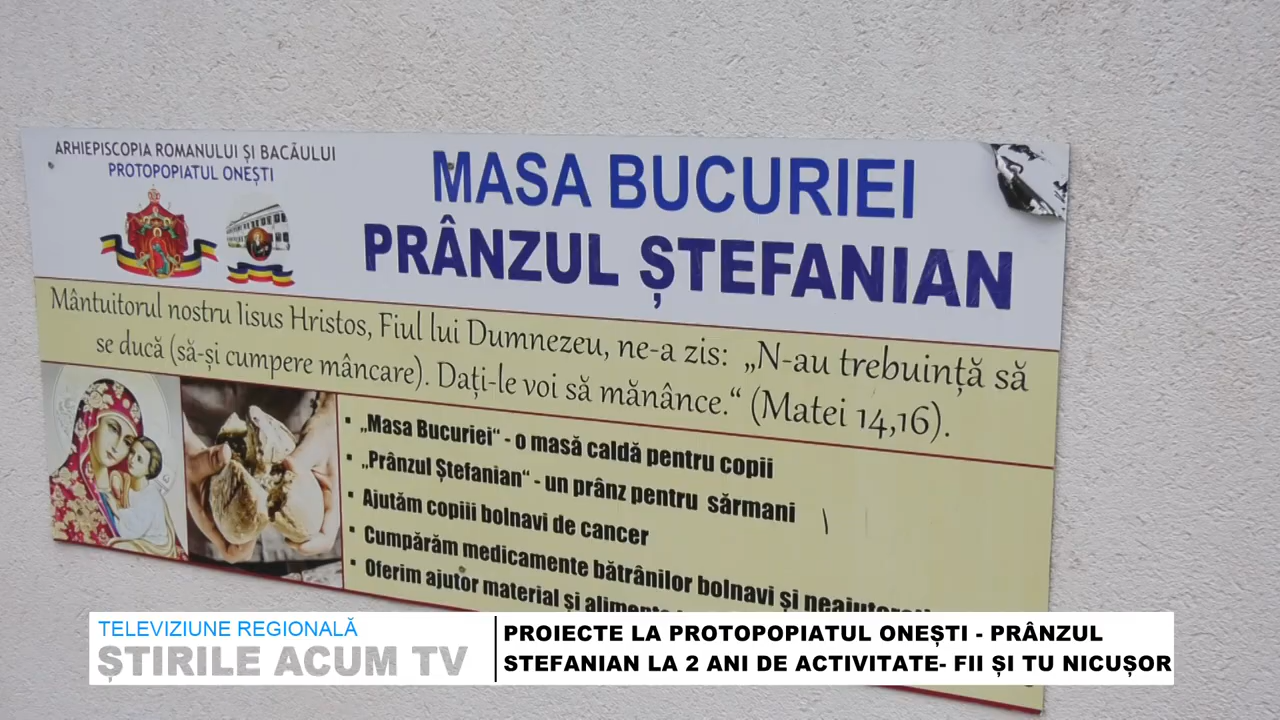 ARHIEPISCOPIA ROMANULUI ȘI BACĂULUI
PROTOPOPIATUL ONEȘTI
MASA BUCURIEI
PRÂNZUL ȘTEFANIAN
Mântuitorul nostru Iisus Hristos, Fiul lui Dumnezeu, ne-a zis: „N-au trebuință să
se ducă (să-și cumpere mâncare). Dați-le voi să mănânce.“ (Matei 14,16).
▪ „Masa Bucuriei“ - o masă caldă pentru copii
▪ „Prânzul Ștefanian“ - un prânz pentru sărmani
▪ Ajutăm copiii bolnavi de cancer
▪ Cumpărăm medicamente bătrânilor bolnavi și
▪ Oferim ajutor material și
TELEVIZIUNE REGIONALĂ
ȘTIRILE ACUM TV
PROIECTE LA PROTOPOPIATUL ONEȘTI - PRÂNZUL
STEFANIAN LA 2 ANI DE ACTIVITATE- FII ȘI TU NICUȘOR